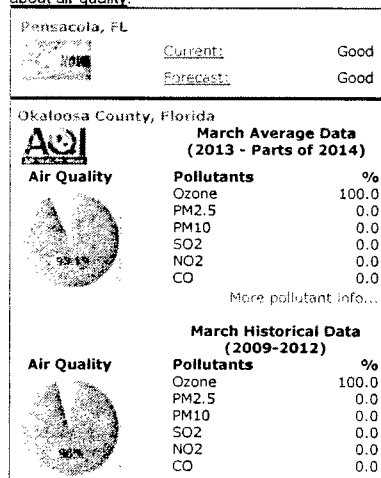 about air quality.
Pensacola, FL
Current: Good
Forecast: Good
Okaloosa County, Florida
AQI
March Average Data
(2013 - Parts of 2014)
Air Quality
Pollutants %
Ozone 100.0
PM2.5 0.0
PM10 0.0
SO2 0.0
NO2 0.0
CO 0.0
More pollutant info...
March Historical Data
(2009-2012)
Air Quality
Pollutants %
Ozone 100.0
PM2.5 0.0
PM10 0.0
SO2 0.0
NO2 0.0
CO 0.0
96%